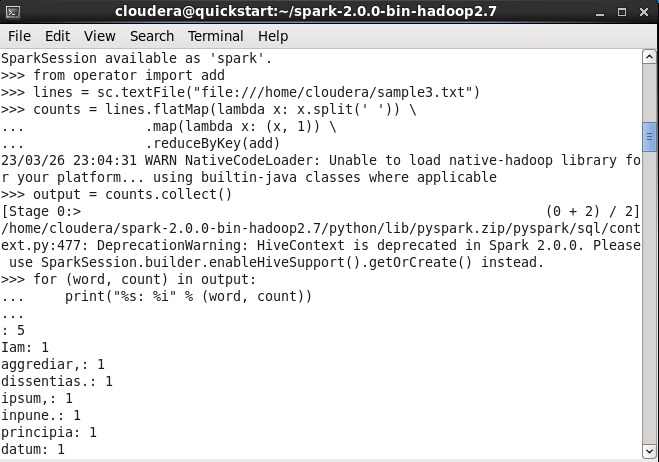 cloudera@quickstart:~/spark-2.0.0-bin-hadoop2.7
File Edit View Search Terminal Help
SparkSession available as 'spark'.
>>> from operator import add
>>> lines = sc.textFile("file:///home/cloudera/sample3.txt")
>>> counts = lines.flatMap(lambda x: x.split(' ')) \
...               .map(lambda x: (x, 1)) \
...               .reduceByKey(add)
23/03/26 23:04:31 WARN NativeCodeLoader: Unable to load native-hadoop library fo
r your platform... using builtin-java classes where applicable
>>> output = counts.collect()
[Stage 0:>                                                          (0 + 2) / 2]
/home/cloudera/spark-2.0.0-bin-hadoop2.7/python/lib/pyspark.zip/pyspark/sql/cont
ext.py:477: DeprecationWarning: HiveContext is deprecated in Spark 2.0.0. Please
 use SparkSession.builder.enableHiveSupport().getOrCreate() instead.
>>> for (word, count) in output:
...     print("%s: %i" % (word, count))
...
: 5
Iam: 1
aggrediar,: 1
dissentias.: 1
ipsum,: 1
inpune.: 1
principia: 1
datum: 1